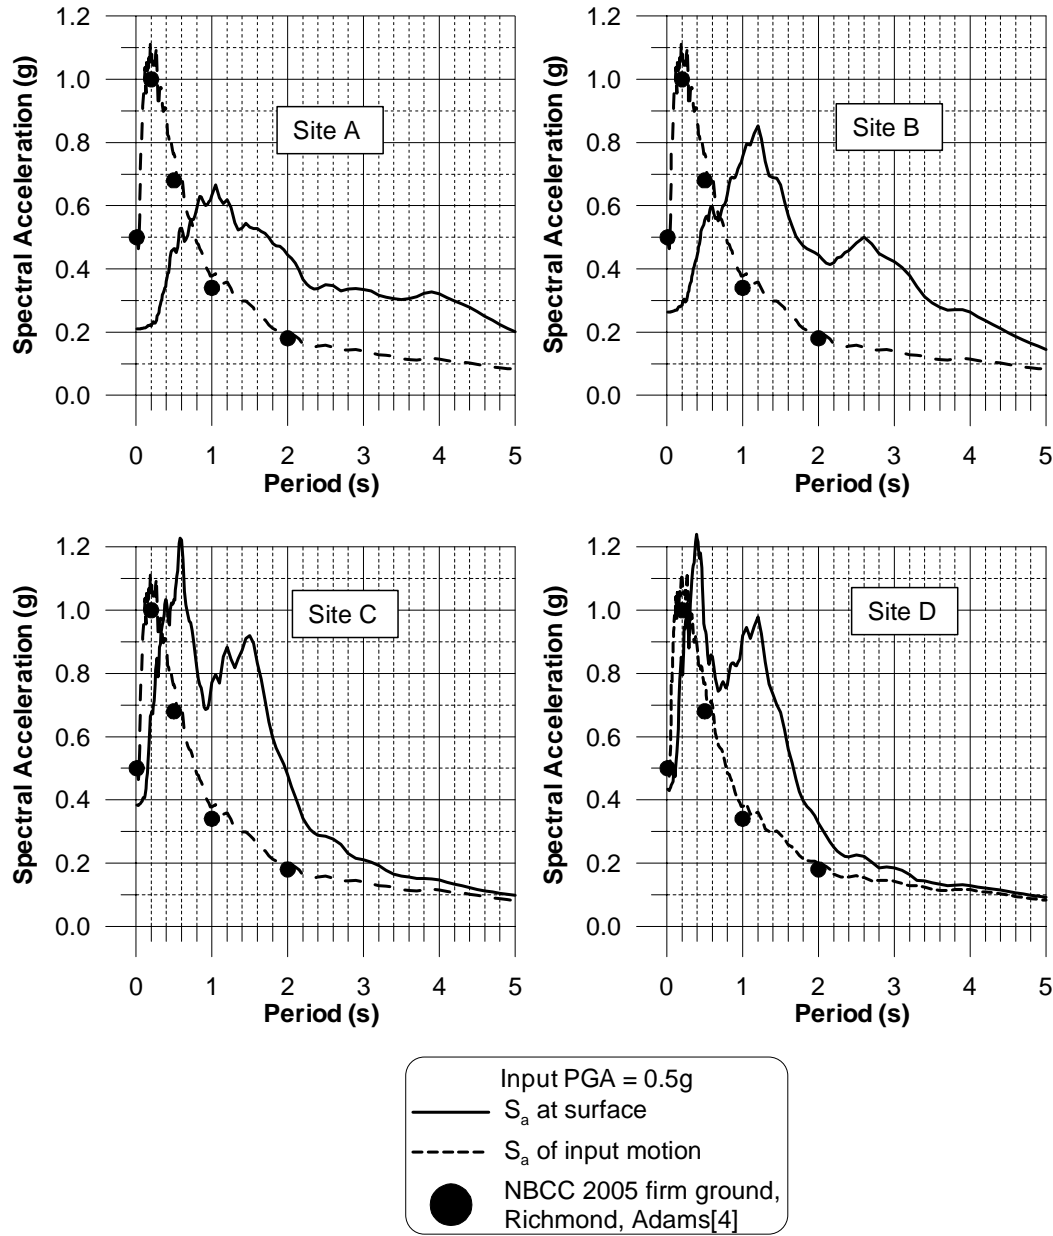 1.2
1.0
0.8
0.6
0.4
0.2
0.0
Spectral Acceleration (g)
Site A
0 1 2 3 4 5
Period (s)
1.2
1.0
0.8
0.6
0.4
0.2
0.0
Spectral Acceleration (g)
Site B
0 1 2 3 4 5
Period (s)
1.2
1.0
0.8
0.6
0.4
0.2
0.0
Spectral Acceleration (g)
Site C
0 1 2 3 4 5
Period (s)
1.2
1.0
0.8
0.6
0.4
0.2
0.0
Spectral Acceleration (g)
Site D
0 1 2 3 4 5
Period (s)
Input PGA = 0.5g
Sa at surface
Sa of input motion
NBCC 2005 firm ground,
Richmond, Adams[4]